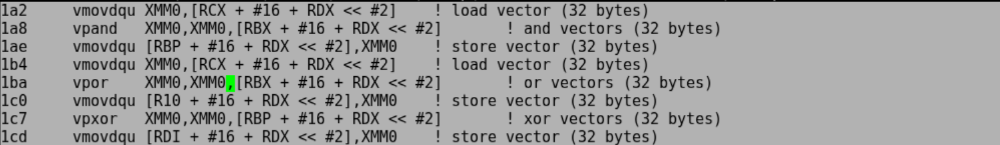 1a2     vmovdqu XMM0,[RCX + #16 + RDX << #2]    ! load vector (32 bytes)
1a8     vpand   XMM0,XMM0,[RBX + #16 + RDX << #2]       ! and vectors (32 bytes)
1ae     vmovdqu [RBP + #16 + RDX << #2],XMM0    ! store vector (32 bytes)
1b4     vmovdqu XMM0,[RCX + #16 + RDX << #2]    ! load vector (32 bytes)
1ba     vpor    XMM0,XMM0,[RBX + #16 + RDX << #2]       ! or vectors (32 bytes)
1c0     vmovdqu [R10 + #16 + RDX << #2],XMM0    ! store vector (32 bytes)
1c7     vpxor   XMM0,XMM0,[RBP + #16 + RDX << #2]       ! xor vectors (32 bytes)
1cd     vmovdqu [RDI + #16 + RDX << #2],XMM0    ! store vector (32 bytes)